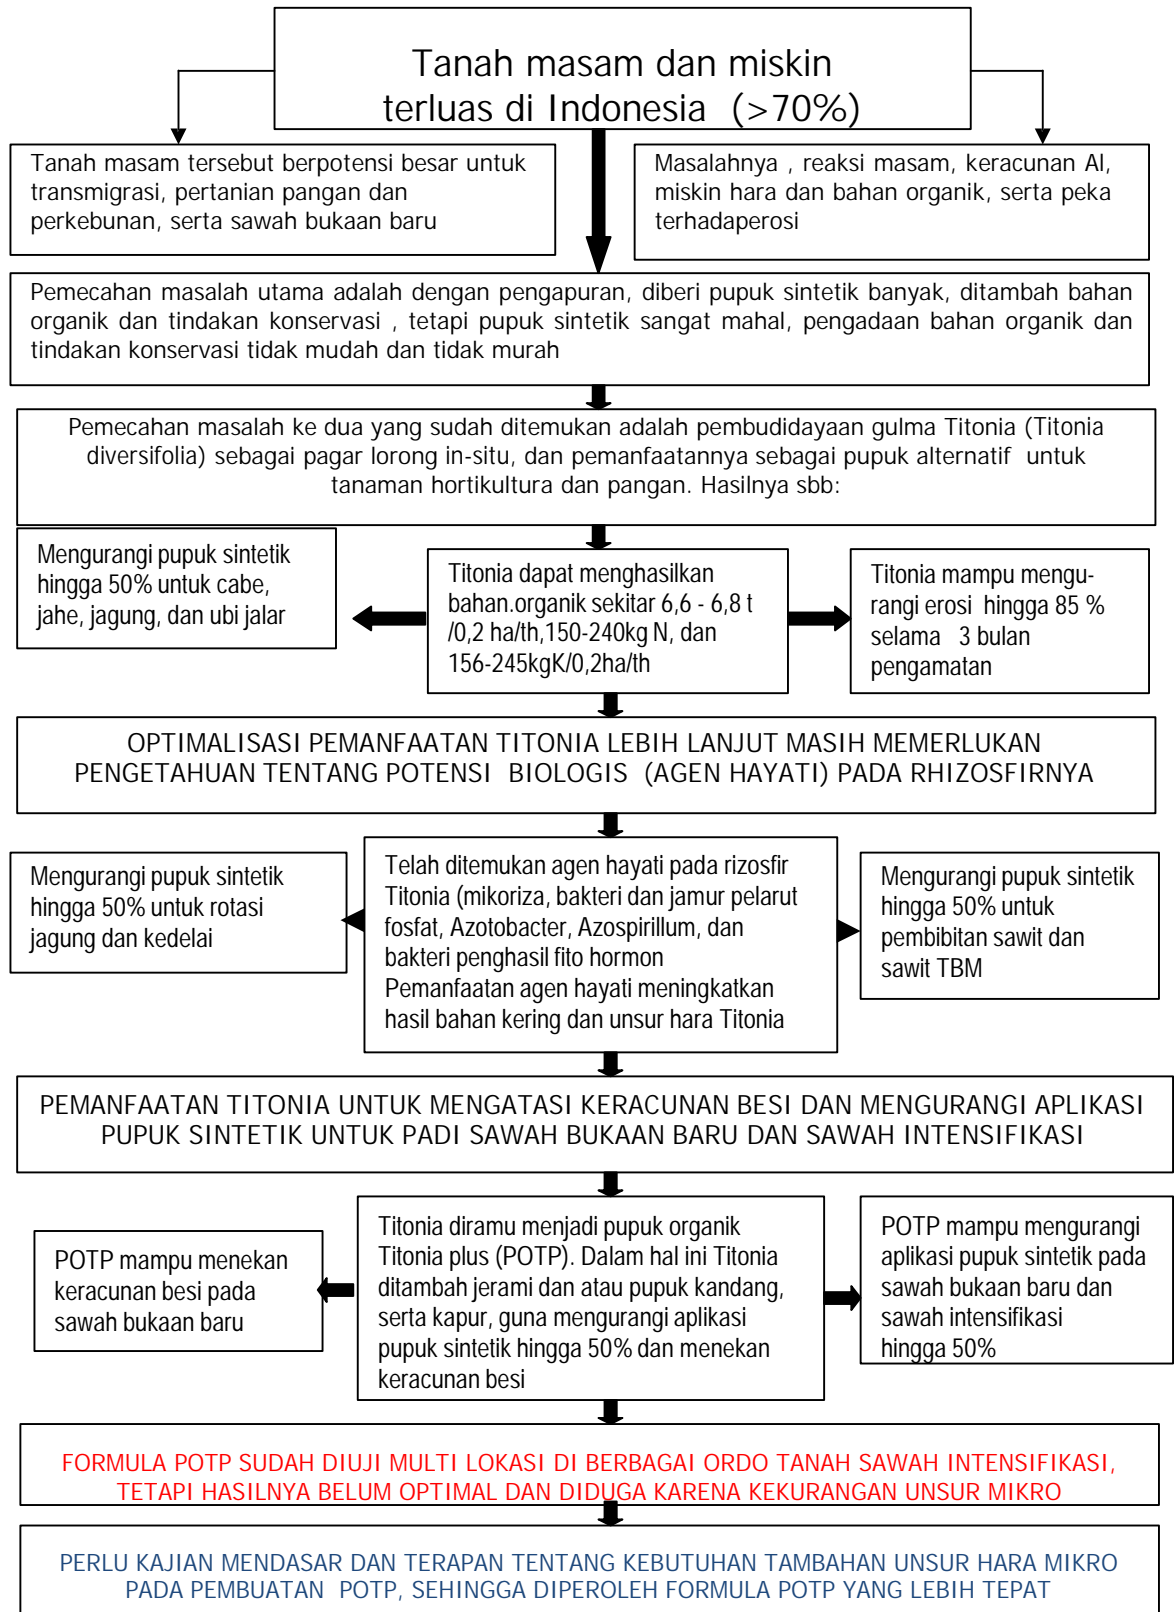 Tanah masam dan miskin
terluas di Indonesia (>70%)
Tanah masam tersebut berpotensi besar untuk
transmigrasi, pertanian pangan dan
perkebunan, serta sawah bukaan baru
Masalahnya , reaksi masam, keracunan Al,
miskin hara dan bahan organik, serta peka
terhadaperosi
Pemecahan masalah utama adalah dengan pengapuran, diberi pupuk sintetik banyak, ditambah bahan
organik dan tindakan konservasi , tetapi pupuk sintetik sangat mahal, pengadaan bahan organik dan
tindakan konservasi tidak mudah dan tidak murah
Pemecahan masalah ke dua yang sudah ditemukan adalah pembudidayaan gulma Titonia (Titonia
diversifolia) sebagai pagar lorong in-situ, dan pemanfaatannya sebagai pupuk alternatif untuk
tanaman hortikultura dan pangan. Hasilnya sbb:
Mengurangi pupuk sintetik
hingga 50% untuk cabe,
jahe, jagung, dan ubi jalar
Titonia dapat menghasilkan
bahan.organik sekitar 6,6 - 6,8 t
/0,2 ha/th,150-240kg N, dan
156-245kgK/0,2ha/th
Titonia mampu mengu-
rangi erosi hingga 85 %
selama 3 bulan
pengamatan
OPTIMALISASI PEMANFAATAN TITONIA LEBIH LANJUT MASIH MEMERLUKAN
PENGETAHUAN TENTANG POTENSI BIOLOGIS (AGEN HAYATI) PADA RHIZOSFIRNYA
Mengurangi pupuk sintetik
hingga 50% untuk rotasi
jagung dan kedelai
Telah ditemukan agen hayati pada rizosfir
Titonia (mikoriza, bakteri dan jamur pelarut
fosfat, Azotobacter, Azospirillum, dan
bakteri penghasil fito hormon
Pemanfaatan agen hayati meningkatkan
hasil bahan kering dan unsur hara Titonia
Mengurangi pupuk sintetik
hingga 50% untuk
pembibitan sawit dan
sawit TBM
PEMANFAATAN TITONIA UNTUK MENGATASI KERACUNAN BESI DAN MENGURANGI APLIKASI
PUPUK SINTETIK UNTUK PADI SAWAH BUKAAN BARU DAN SAWAH INTENSIFIKASI
POTP mampu menekan
keracunan besi pada
sawah bukaan baru
Titonia diramu menjadi pupuk organik
Titonia plus (POTP). Dalam hal ini Titonia
ditambah jerami dan atau pupuk kandang,
serta kapur, guna mengurangi aplikasi
pupuk sintetik hingga 50% dan menekan
keracunan besi
POTP mampu mengurangi
aplikasi pupuk sintetik pada
sawah bukaan baru dan
sawah intensifikasi
hingga 50%
FORMULA POTP SUDAH DIUJI MULTI LOKASI DI BERBAGAI ORDO TANAH SAWAH INTENSIFIKASI,
TETAPI HASILNYA BELUM OPTIMAL DAN DIDUGA KARENA KEKURANGAN UNSUR MIKRO
PERLU KAJIAN MENDASAR DAN TERAPAN TENTANG KEBUTUHAN TAMBAHAN UNSUR HARA MIKRO
PADA PEMBUATAN POTP, SEHINGGA DIPEROLEH FORMULA POTP YANG LEBIH TEPAT